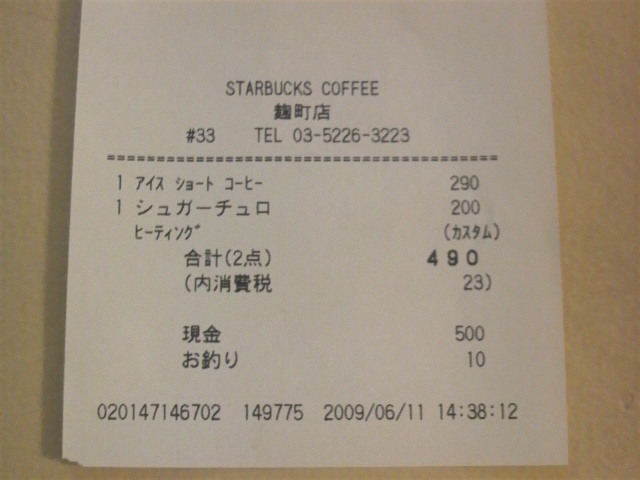 STARBUCKS COFFEE
麹町店
#33 TEL 03-5226-3223
========================================
1 ｱｲｽ ｼｮｰﾄ ｺｰﾋｰ 290
1 シュガーチュロ 200
ﾋｰﾃｨﾝｸﾞ (ｶｽﾀﾑ)
合計(2点) 490
(内消費税 23)
現金 500
お釣り 10
020147146702 149775 2009/06/11 14:38:12